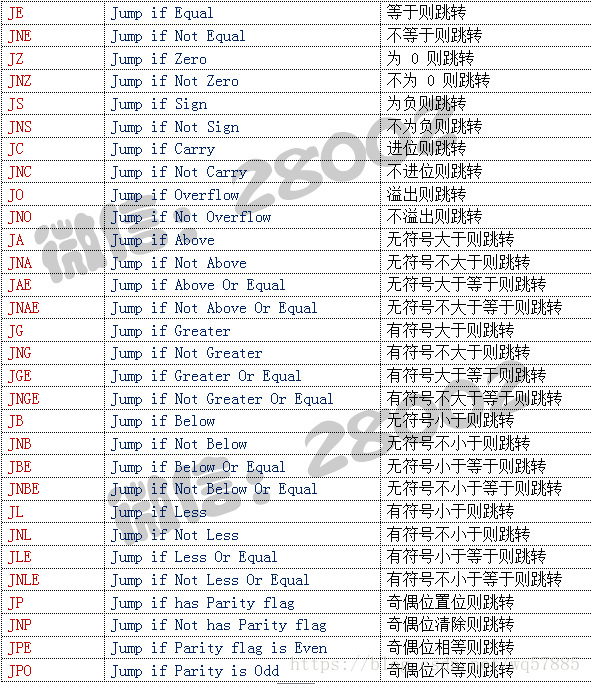 JE Jump if Equal 等于则跳转
JNE Jump if Not Equal 不等于则跳转
JZ Jump if Zero 为 0 则跳转
JNZ Jump if Not Zero 不为 0 则跳转
JS Jump if Sign 为负则跳转
JNS Jump if Not Sign 不为负则跳转
JC Jump if Carry 进位则跳转
JNC Jump if Not Carry 不进位则跳转
JO Jump if Overflow 溢出则跳转
JNO Jump if Not Overflow 不溢出则跳转
JA Jump if Above 无符号大于则跳转
JNA Jump if Not Above 无符号不大于则跳转
JAE Jump if Above Or Equal 无符号大于等于则跳转
JNAE Jump if Not Above Or Equal 无符号不大于等于则跳转
JG Jump if Greater 有符号大于则跳转
JNG Jump if Not Greater 有符号不大于则跳转
JGE Jump if Greater Or Equal 有符号大于等于则跳转
JNGE Jump if Not Greater Or Equal 有符号不大于等于则跳转
JB Jump if Below 无符号小于则跳转
JNB Jump if Not Below 无符号不小于则跳转
JBE Jump if Below Or Equal 无符号小于等于则跳转
JNBE Jump if Not Below Or Equal 无符号不小于等于则跳转
JL Jump if Less 有符号小于则跳转
JNL Jump if Not Less 有符号不小于则跳转
JLE Jump if Less Or Equal 有符号小于等于则跳转
JNLE Jump if Not Less Or Equal 有符号不小于等于则跳转
JP Jump if has Parity flag 奇偶位置位则跳转
JNP Jump if Not has Parity flag 奇偶位清除则跳转
JPE Jump if Parity flag is Even 奇偶位相等则跳转
JPO Jump if Parity is Odd 奇偶位不等则跳转
微信：28002
微信：28002